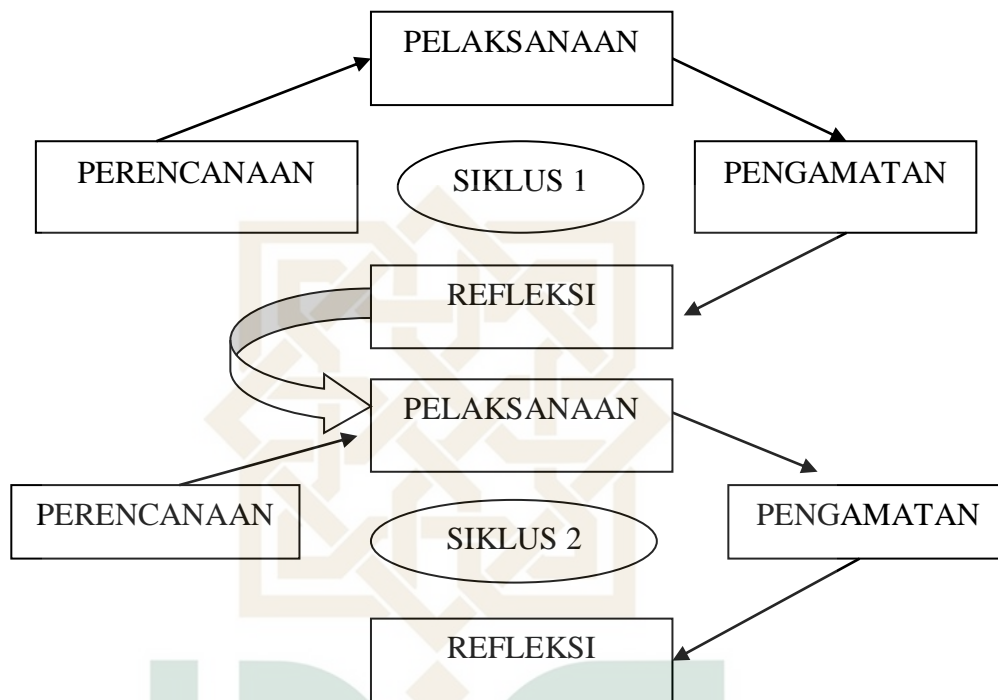 PELAKSANAAN
PERENCANAAN
SIKLUS 1
PENGAMATAN
REFLEKSI
PELAKSANAAN
PERENCANAAN
SIKLUS 2
PENGAMATAN
REFLEKSI